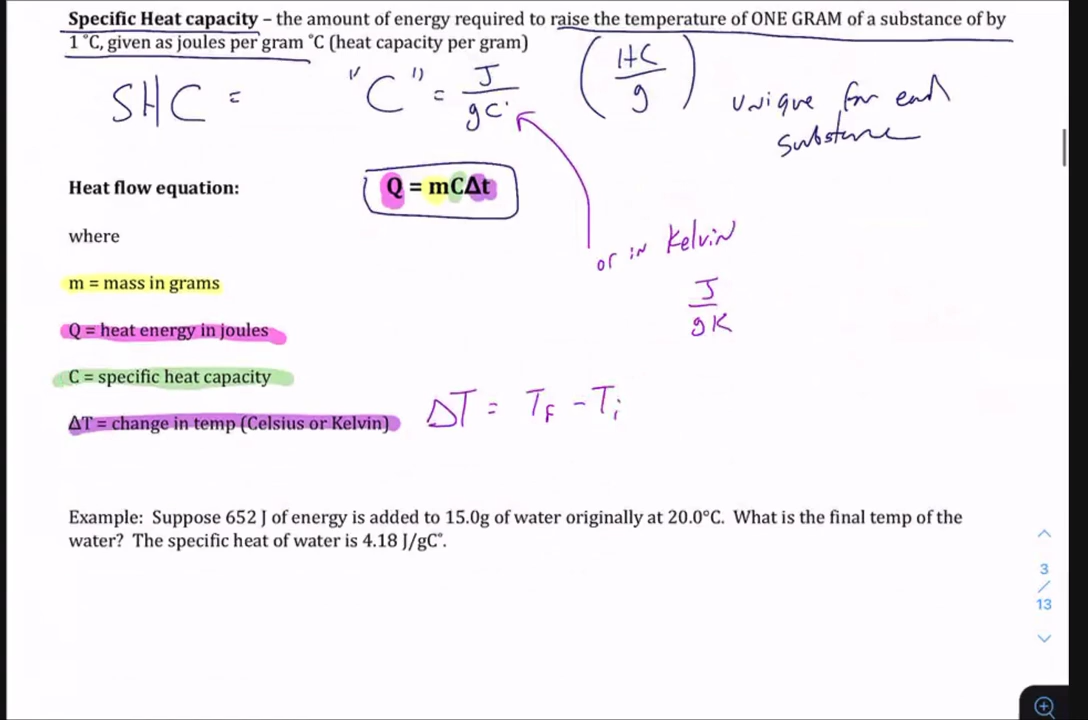 Specific Heat capacity – the amount of energy required to raise the temperature of ONE GRAM of a substance of by
1 °C, given as joules per gram °C (heat capacity per gram)
SHC = "C" = J/gC° (HC/g) unique for each
substance
Heat flow equation: Q = mCΔt
where
or in Kelvin
m = mass in grams
J/gK
Q = heat energy in joules
C = specific heat capacity
ΔT = change in temp (Celsius or Kelvin) ΔT = TF - Ti
Example: Suppose 652 J of energy is added to 15.0g of water originally at 20.0°C. What is the final temp of the
water? The specific heat of water is 4.18 J/gC°.
3
/
13